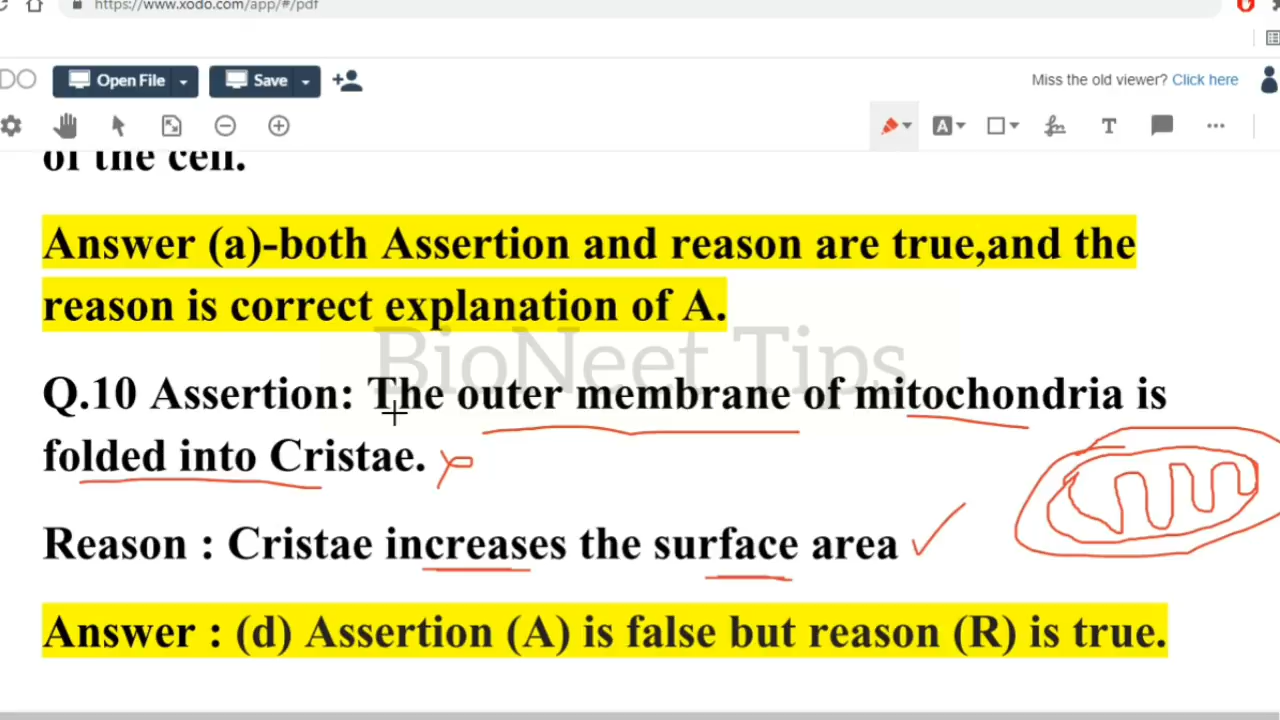 https://www.xodo.com/app/#/pdf
DO Open File Save Miss the old viewer? Click here
A T
of the cell.
Answer (a)-both Assertion and reason are true,and the
reason is correct explanation of A.
BioNeet Tips
Q.10 Assertion: The outer membrane of mitochondria is
folded into Cristae.
Reason : Cristae increases the surface area
Answer : (d) Assertion (A) is false but reason (R) is true.